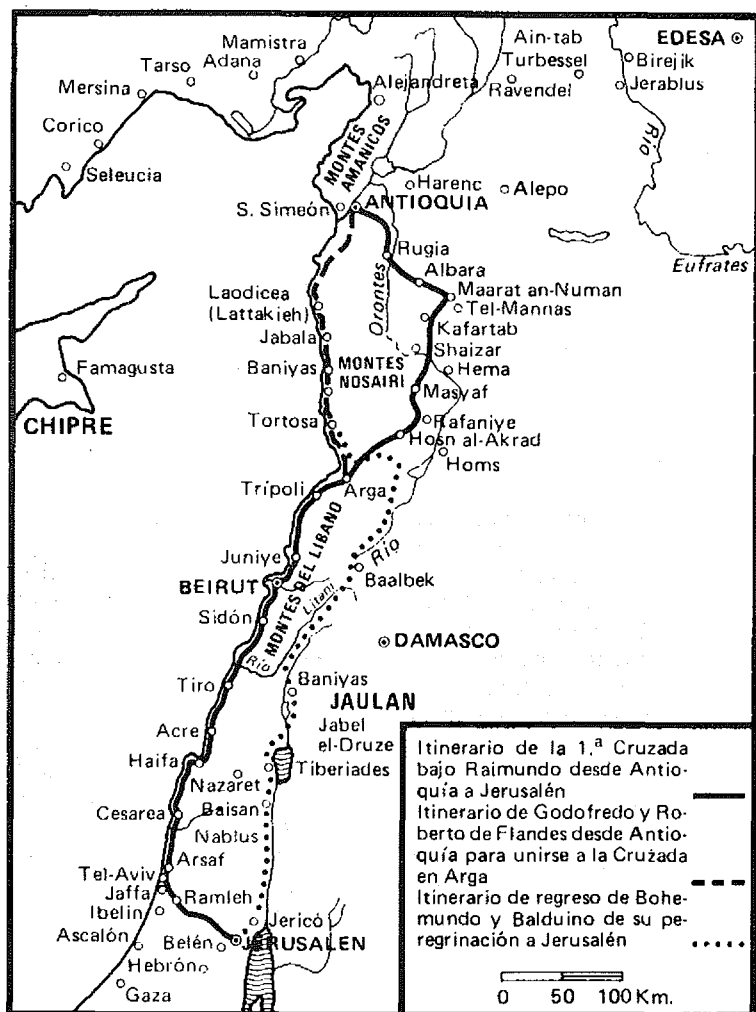 Mamistra
Adana
Tarso
Mersina
Corico
Seleucia
Ain-tab
Turbessel
Ravendel
EDESA
Birejik
Jerablus
Río
Eufrates
Alejandreta
MONTES
AMANICOS
Harenc
Alepo
S. Simeón
ANTIOQUIA
Rugia
Albara
Maarat an-Numan
Tel-Mannas
Kafartab
Orontes
Shaizar
Hema
Masyaf
Rafaniye
Hosn al-Akrad
Homs
Laodicea
(Lattakieh)
Jabala
Baniyas
MONTES
NOSAIRI
Tortosa
Famagusta
CHIPRE
Trípoli
Arga
MONTES DEL LIBANO
Juniye
BEIRUT
Sidón
Río
Baalbek
Litani
Río
DAMASCO
Tiro
Baniyas
JAULAN
Jabel
el-Druze
Acre
Haifa
Tiberiades
Nazaret
Cesarea
Baisan
Nablus
Arsaf
Tel-Aviv
Jaffa
Ramleh
Ibelin
Jericó
Ascalón
Belén
JERUSALEN
Hebrón
Gaza
Itinerario de la 1.ª Cruzada
bajo Raimundo desde Antio-
quía a Jerusalén
Itinerario de Godofredo y Ro-
berto de Flandes desde Antio-
quía para unirse a la Cruzada
en Arga
Itinerario de regreso de Bohe-
mundo y Balduino de su pe-
regrinación a Jerusalén
0 50 100 Km.